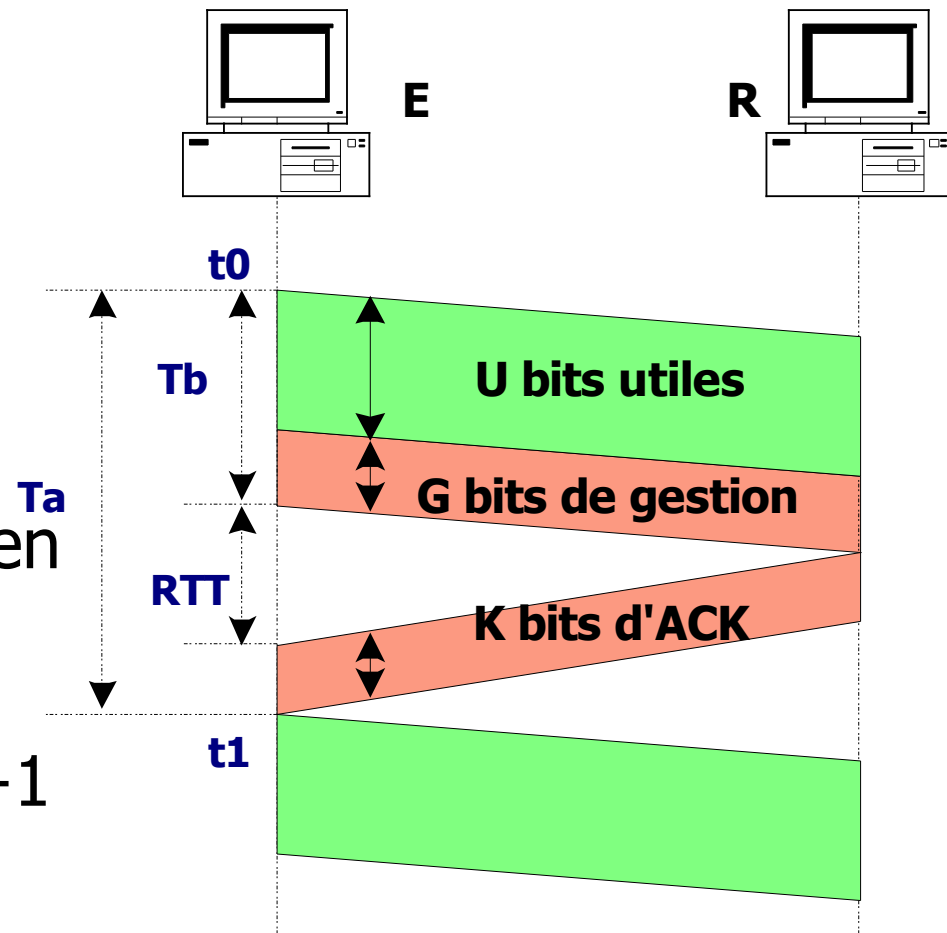 E
R
t0
Tb
U bits utiles
Ta
G bits de gestion
en
RTT
K bits d'ACK
t1
-1